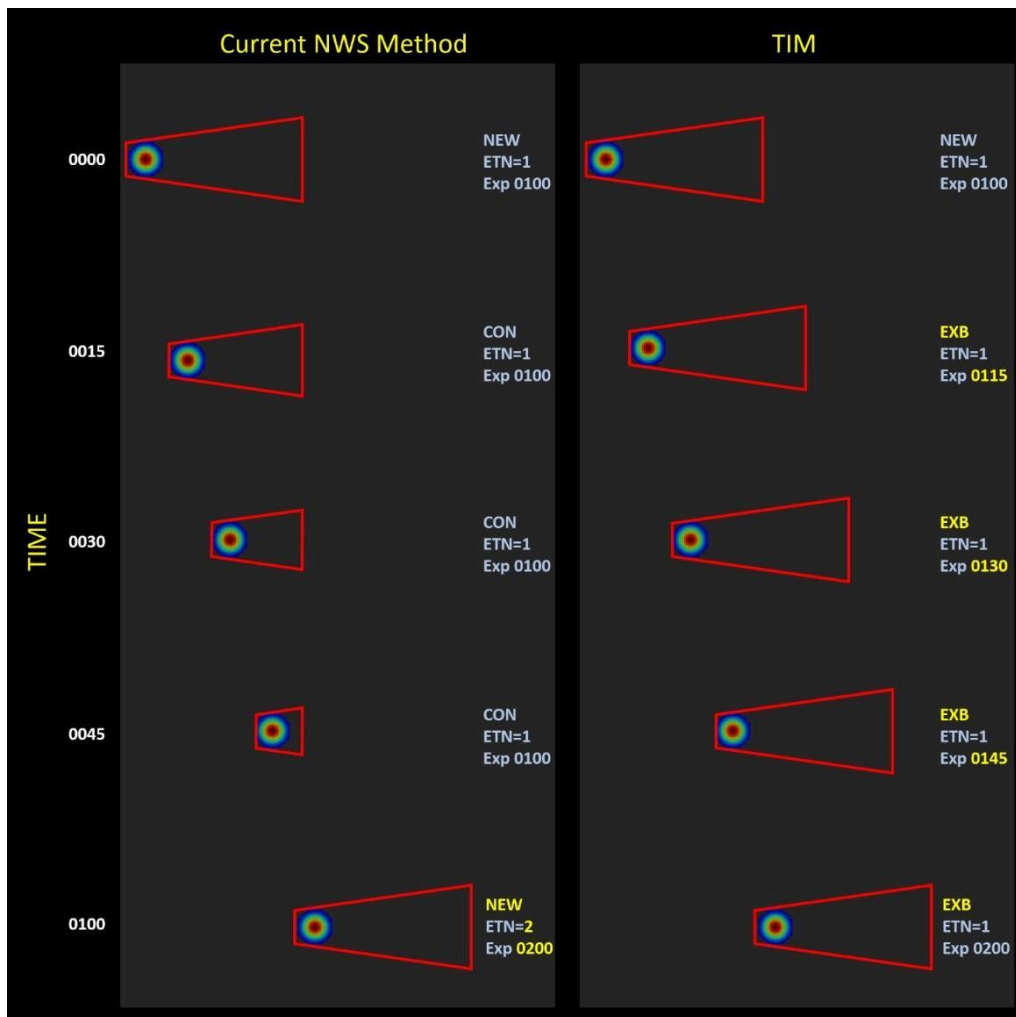 Current NWS Method
TIM
TIME
0000
NEW
ETN=1
Exp 0100
NEW
ETN=1
Exp 0100
0015
CON
ETN=1
Exp 0100
EXB
ETN=1
Exp 0115
0030
CON
ETN=1
Exp 0100
EXB
ETN=1
Exp 0130
0045
CON
ETN=1
Exp 0100
EXB
ETN=1
Exp 0145
0100
NEW
ETN=2
Exp 0200
EXB
ETN=1
Exp 0200